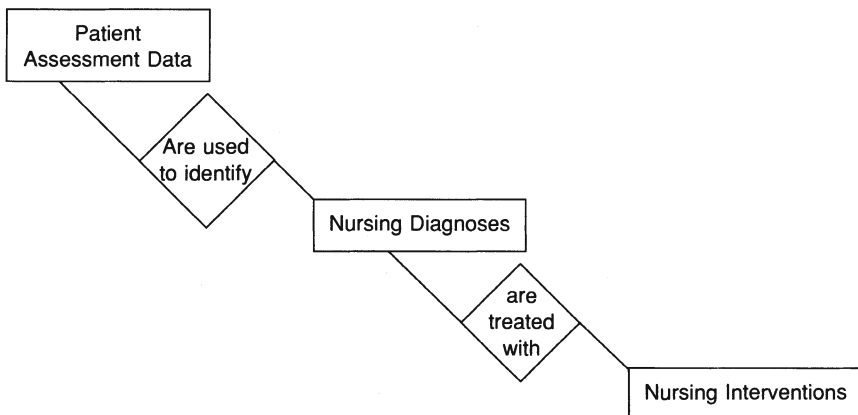 Patient
Assessment Data
Are used
to identify
Nursing Diagnoses
are
treated
with
Nursing Interventions